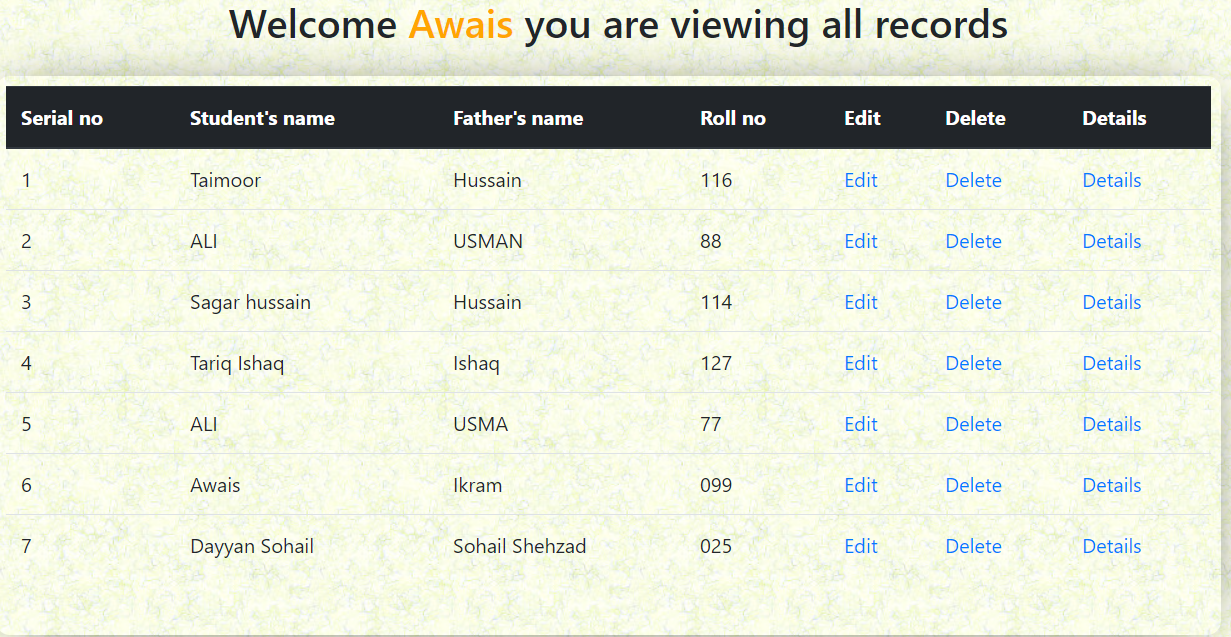 Welcome Awais you are viewing all records
Serial no Student's name Father's name Roll no Edit Delete Details
1 Taimoor Hussain 116 Edit Delete Details
2 ALI USMAN 88 Edit Delete Details
3 Sagar hussain Hussain 114 Edit Delete Details
4 Tariq Ishaq Ishaq 127 Edit Delete Details
5 ALI USMA 77 Edit Delete Details
6 Awais Ikram 099 Edit Delete Details
7 Dayyan Sohail Sohail Shehzad 025 Edit Delete Details